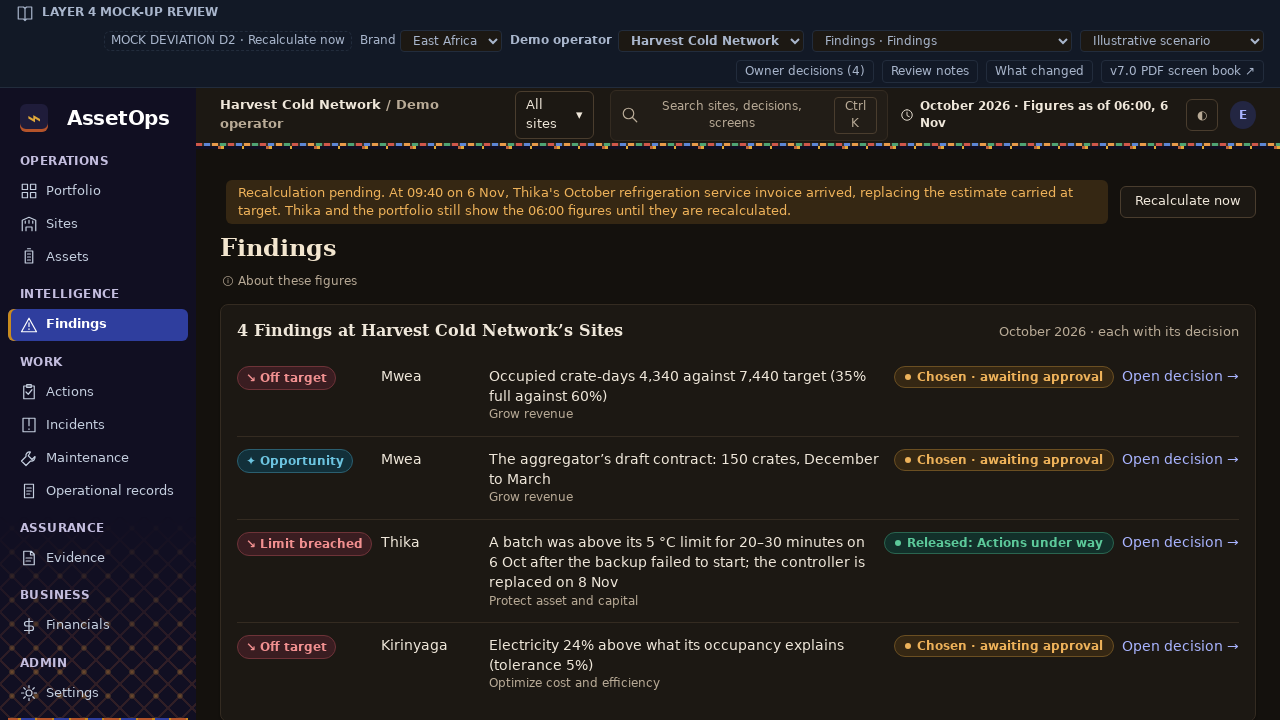 LAYER 4 MOCK-UP REVIEW
MOCK DEVIATION D2 · Recalculate now
Brand
East Africa
Demo operator
Harvest Cold Network
Findings · Findings
Illustrative scenario
Owner decisions (4)
Review notes
What changed
v7.0 PDF screen book ↗
AssetOps
OPERATIONS
Portfolio
Sites
Assets
INTELLIGENCE
Findings
WORK
Actions
Incidents
Maintenance
Operational records
ASSURANCE
Evidence
BUSINESS
Financials
ADMIN
Settings
Harvest Cold Network / Demo
operator
All
sites
Search sites, decisions,
screens
Ctrl
K
October 2026 · Figures as of 06:00, 6
Nov
E
Recalculation pending. At 09:40 on 6 Nov, Thika's October refrigeration service invoice arrived, replacing the estimate carried at
target. Thika and the portfolio still show the 06:00 figures until they are recalculated.
Recalculate now
Findings
About these figures
4 Findings at Harvest Cold Network’s Sites
October 2026 · each with its decision
↘ Off target
Mwea
Occupied crate-days 4,340 against 7,440 target (35%
full against 60%)
Grow revenue
Chosen · awaiting approval
Open decision →
✦ Opportunity
Mwea
The aggregator’s draft contract: 150 crates, December
to March
Grow revenue
Chosen · awaiting approval
Open decision →
↘ Limit breached
Thika
A batch was above its 5 °C limit for 20–30 minutes on
6 Oct after the backup failed to start; the controller is
replaced on 8 Nov
Protect asset and capital
Released: Actions under way
Open decision →
↘ Off target
Kirinyaga
Electricity 24% above what its occupancy explains
(tolerance 5%)
Optimize cost and efficiency
Chosen · awaiting approval
Open decision →